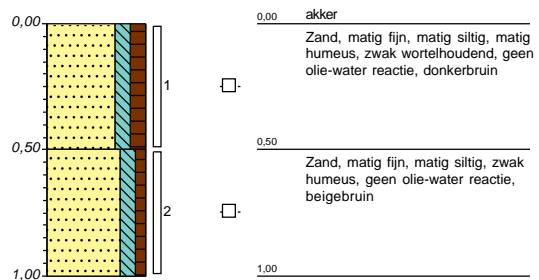 0,00
0,00 akker
Zand, matig fijn, matig siltig, matig
humeus, zwak wortelhoudend, geen
olie-water reactie, donkerbruin
1
0,50
0,50
Zand, matig fijn, matig siltig, zwak
humeus, geen olie-water reactie,
beigebruin
2
1,00
1,00